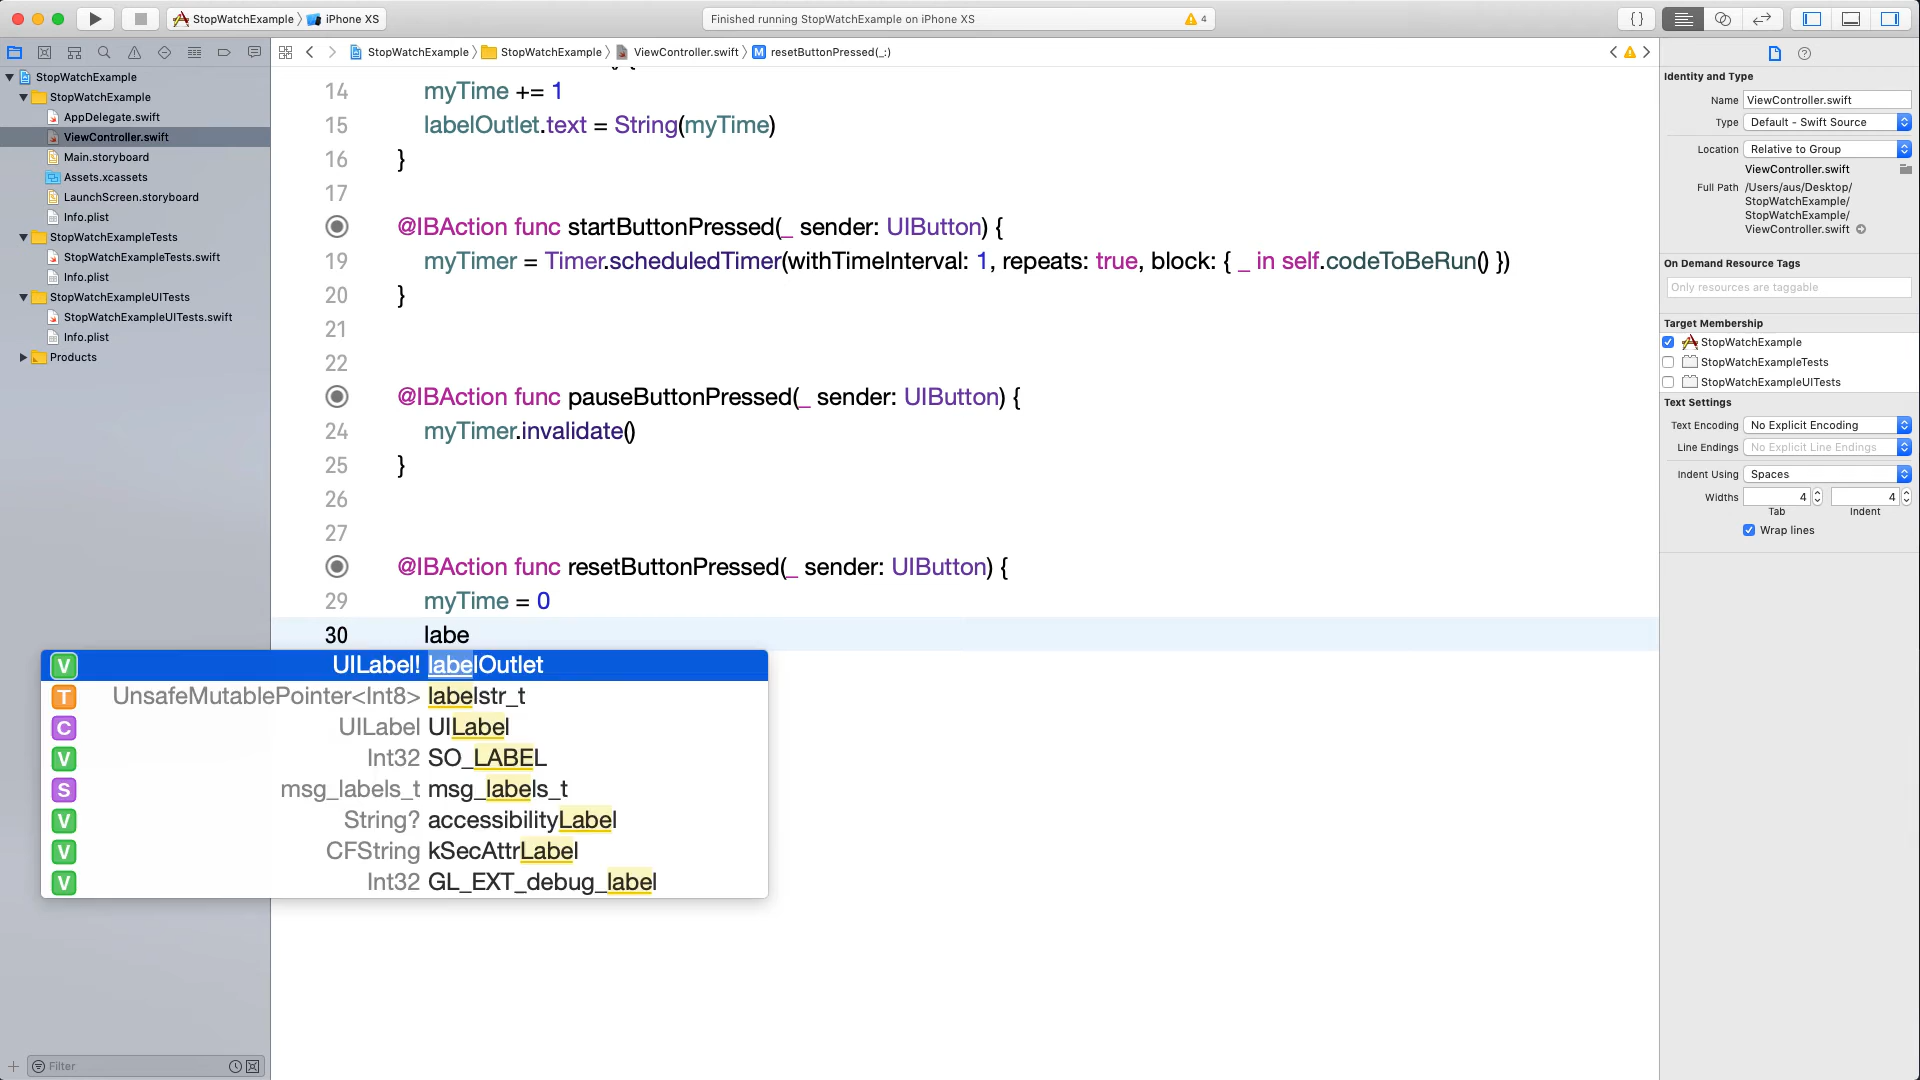 StopWatchExample 〉 iPhone XS
Finished running StopWatchExample on iPhone XS
4
{ }
StopWatchExample 〉 StopWatchExample 〉 ViewController.swift 〉 M resetButtonPressed(_:)
StopWatchExample
StopWatchExample
AppDelegate.swift
ViewController.swift
Main.storyboard
Assets.xcassets
LaunchScreen.storyboard
Info.plist
StopWatchExampleTests
StopWatchExampleTests.swift
Info.plist
StopWatchExampleUITests
StopWatchExampleUITests.swift
Info.plist
Products
Filter
14 myTime += 1
15 labelOutlet.text = String(myTime)
16 }
17
@IBAction func startButtonPressed(_ sender: UIButton) {
19 myTimer = Timer.scheduledTimer(withTimeInterval: 1, repeats: true, block: { _ in self.codeToBeRun() })
20 }
21
22
@IBAction func pauseButtonPressed(_ sender: UIButton) {
24 myTimer.invalidate()
25 }
26
27
@IBAction func resetButtonPressed(_ sender: UIButton) {
29 myTime = 0
30 labe
V UILabel! labelOutlet
T UnsafeMutablePointer<Int8> labelstr_t
C UILabel UILabel
V Int32 SO_LABEL
S msg_labels_t msg_labels_t
V String? accessibilityLabel
V CFString kSecAttrLabel
V Int32 GL_EXT_debug_label
Identity and Type
Name ViewController.swift
Type Default - Swift Source
Location Relative to Group
ViewController.swift
Full Path /Users/aus/Desktop/
StopWatchExample/
StopWatchExample/
ViewController.swift
On Demand Resource Tags
Only resources are taggable
Target Membership
StopWatchExample
StopWatchExampleTests
StopWatchExampleUITests
Text Settings
Text Encoding No Explicit Encoding
Line Endings No Explicit Line Endings
Indent Using Spaces
Widths 4 4
Tab Indent
Wrap lines